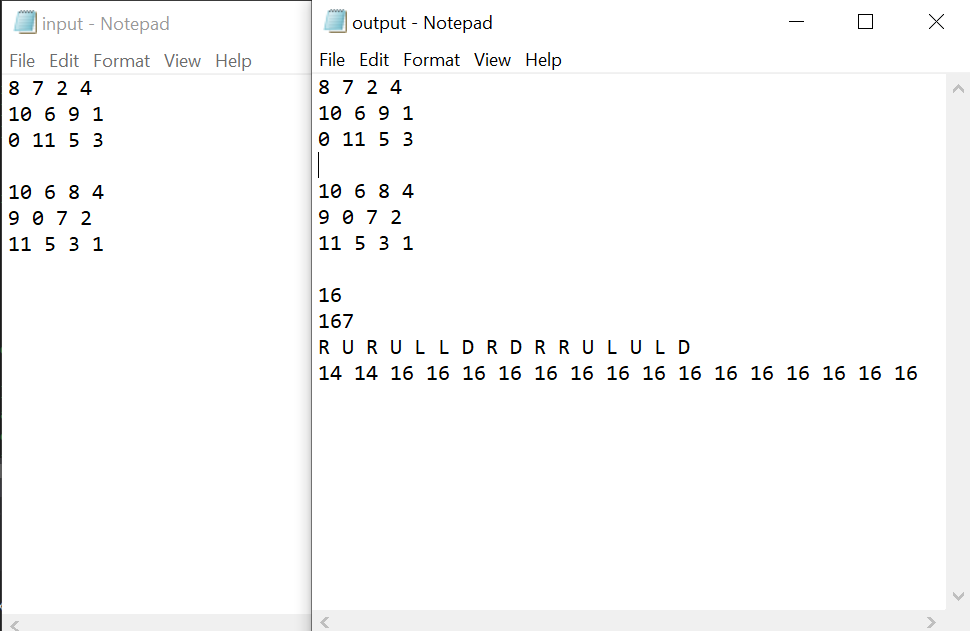 input - Notepad
File Edit Format View Help
8 7 2 4
10 6 9 1
0 11 5 3
10 6 8 4
9 0 7 2
11 5 3 1
output - Notepad
File Edit Format View Help
8 7 2 4
10 6 9 1
0 11 5 3
10 6 8 4
9 0 7 2
11 5 3 1
16
167
R U R U L L D R D R R U L U L D
14 14 16 16 16 16 16 16 16 16 16 16 16 16 16 16 16